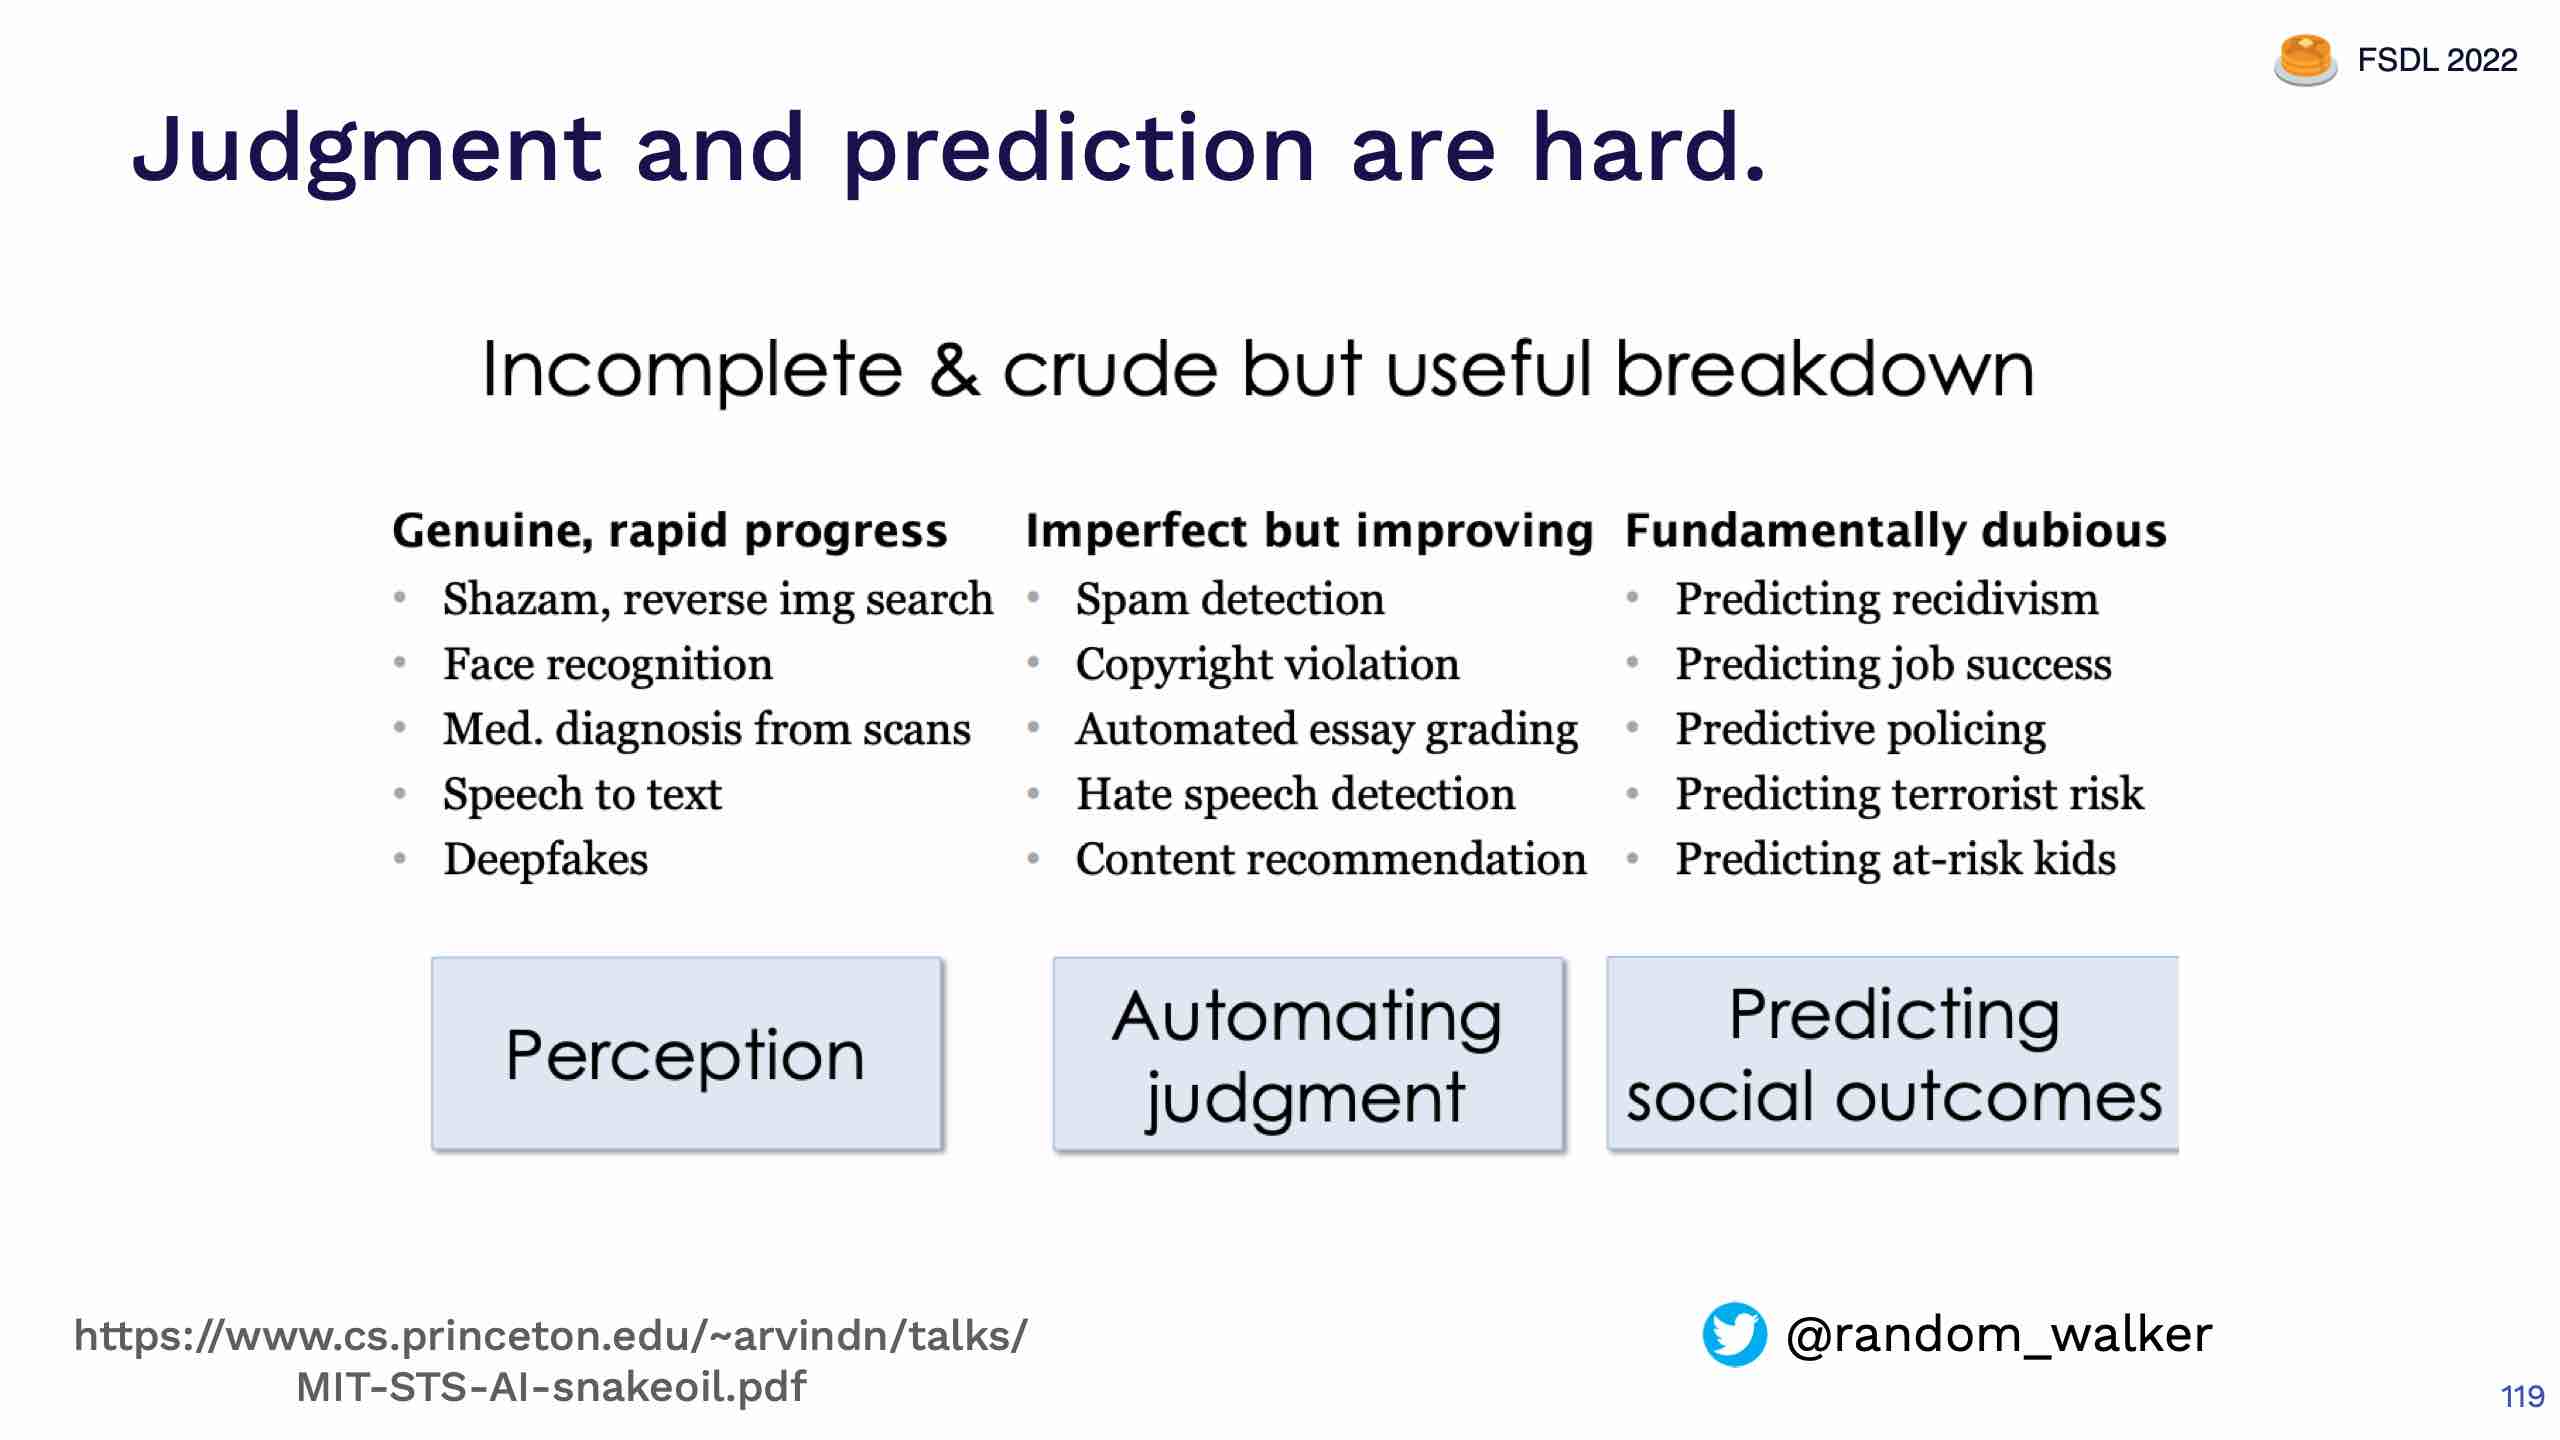 FSDL 2022
Judgment and prediction are hard.
Incomplete & crude but useful breakdown
Genuine, rapid progress
• Shazam, reverse img search
• Face recognition
• Med. diagnosis from scans
• Speech to text
• Deepfakes
Perception
Imperfect but improving
• Spam detection
• Copyright violation
• Automated essay grading
• Hate speech detection
• Content recommendation
Automating
judgment
Fundamentally dubious
• Predicting recidivism
• Predicting job success
• Predictive policing
• Predicting terrorist risk
• Predicting at-risk kids
Predicting
social outcomes
https://www.cs.princeton.edu/~arvindn/talks/
MIT-STS-AI-snakeoil.pdf
@random_walker
119